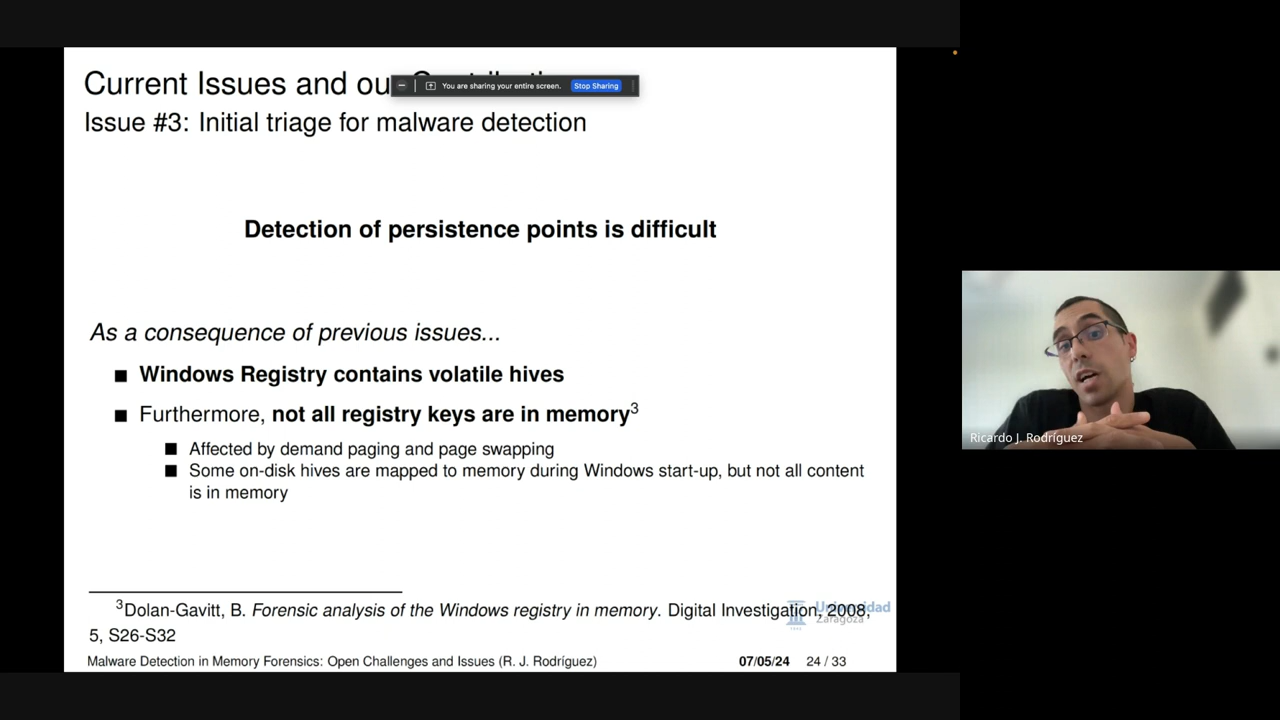 Current Issues and ou
You are sharing your entire screen. Stop Sharing
Issue #3: Initial triage for malware detection
Detection of persistence points is difficult
As a consequence of previous issues...
■ Windows Registry contains volatile hives
■ Furthermore, not all registry keys are in memory3
■ Affected by demand paging and page swapping
■ Some on-disk hives are mapped to memory during Windows start-up, but not all content
is in memory
Ricardo J. Rodríguez
3Dolan-Gavitt, B. Forensic analysis of the Windows registry in memory. Digital Investigation, 2008,
5, S26-S32
Universidad
Zaragoza
Malware Detection in Memory Forensics: Open Challenges and Issues (R. J. Rodríguez) 07/05/24 24 / 33